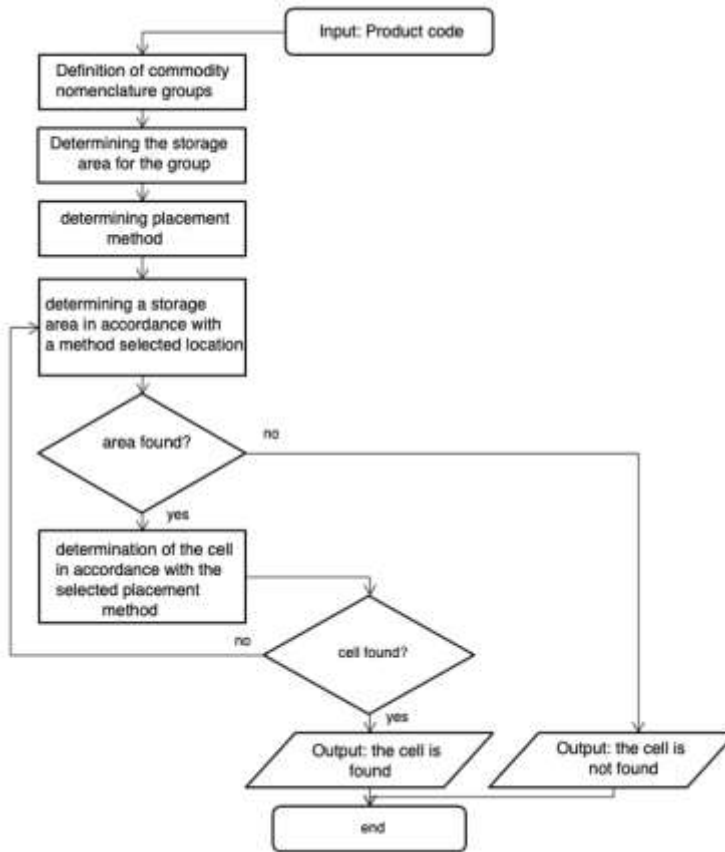 Input: Product code
Definition of commodity
nomenclature groups
Determining the storage
area for the group
determining placement
method
determining a storage
area in accordance with
a method selected location
area found?
no
yes
determination of the cell
in accordance with the
selected placement
method
no
cell found?
yes
Output: the cell is
found
Output: the cell is
not found
end